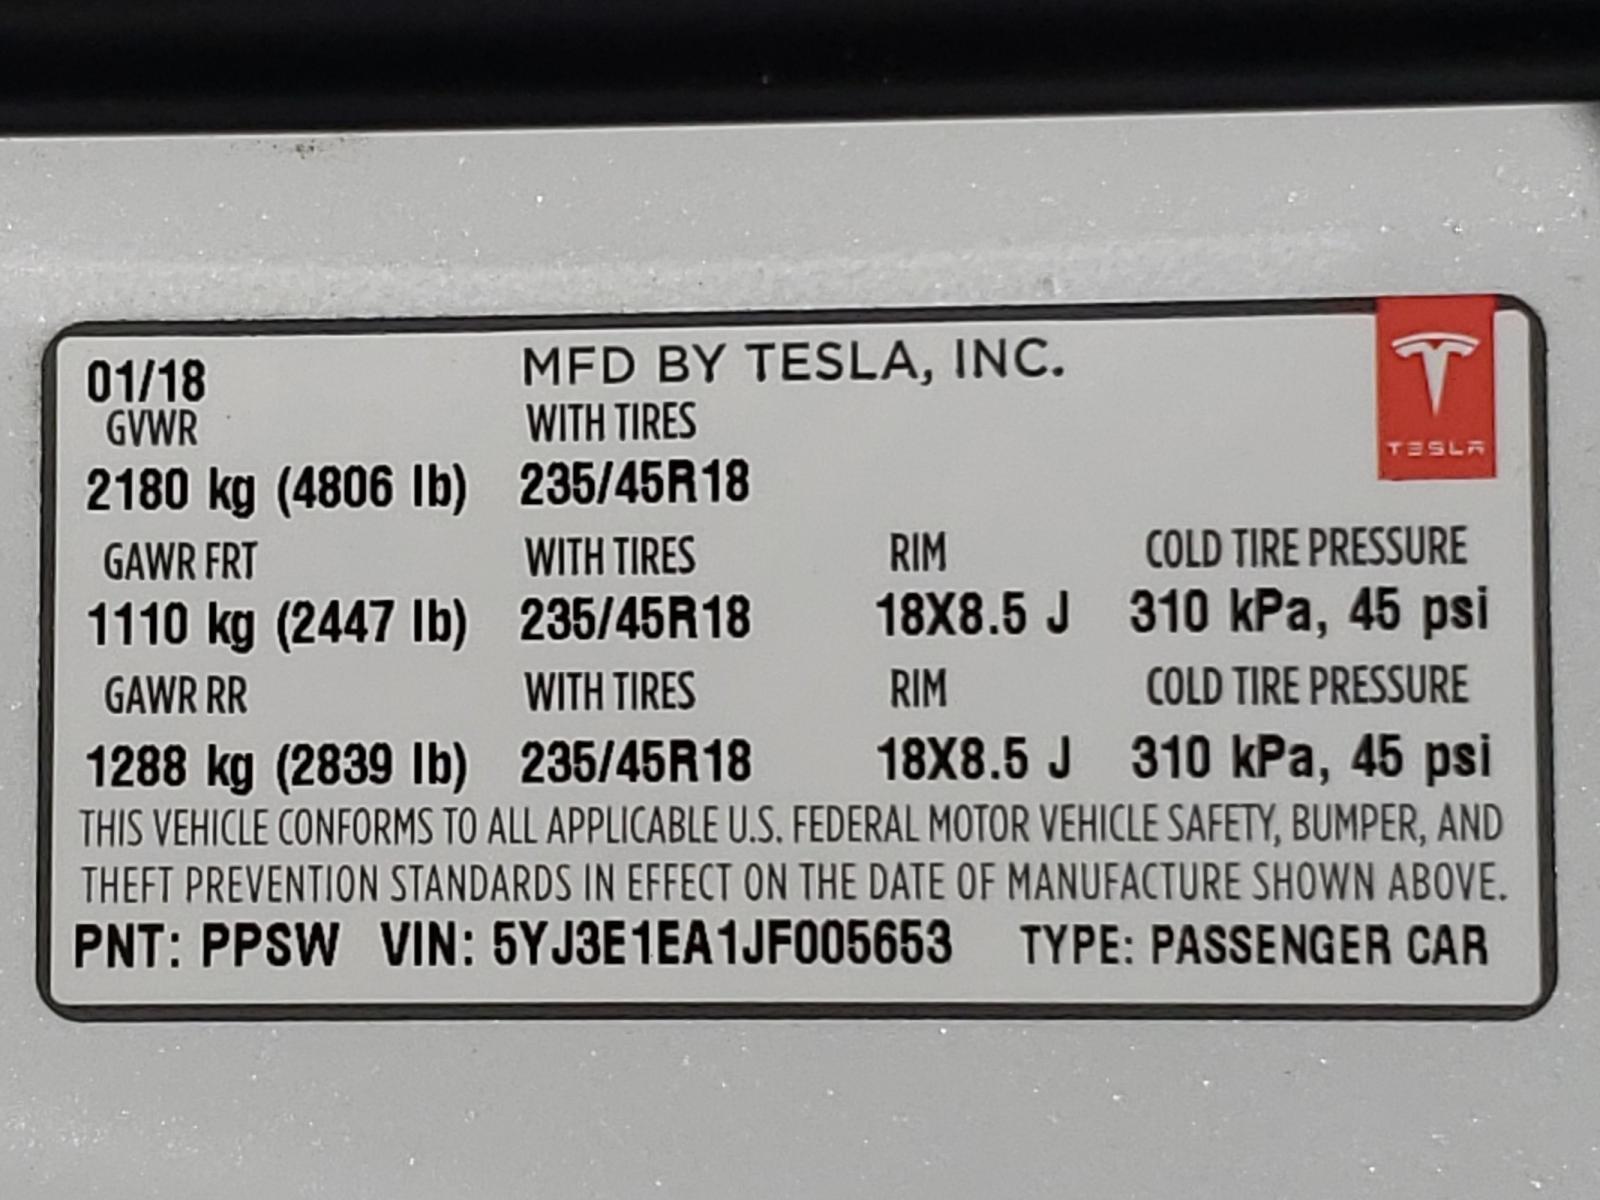 01/18 MFD BY TESLA, INC.
TESLA
GVWR WITH TIRES
2180 kg (4806 lb) 235/45R18
GAWR FRT WITH TIRES RIM COLD TIRE PRESSURE
1110 kg (2447 lb) 235/45R18 18X8.5 J 310 kPa, 45 psi
GAWR RR WITH TIRES RIM COLD TIRE PRESSURE
1288 kg (2839 lb) 235/45R18 18X8.5 J 310 kPa, 45 psi
THIS VEHICLE CONFORMS TO ALL APPLICABLE U.S. FEDERAL MOTOR VEHICLE SAFETY, BUMPER, AND
THEFT PREVENTION STANDARDS IN EFFECT ON THE DATE OF MANUFACTURE SHOWN ABOVE.
PNT: PPSW VIN: 5YJ3E1EA1JF005653 TYPE: PASSENGER CAR